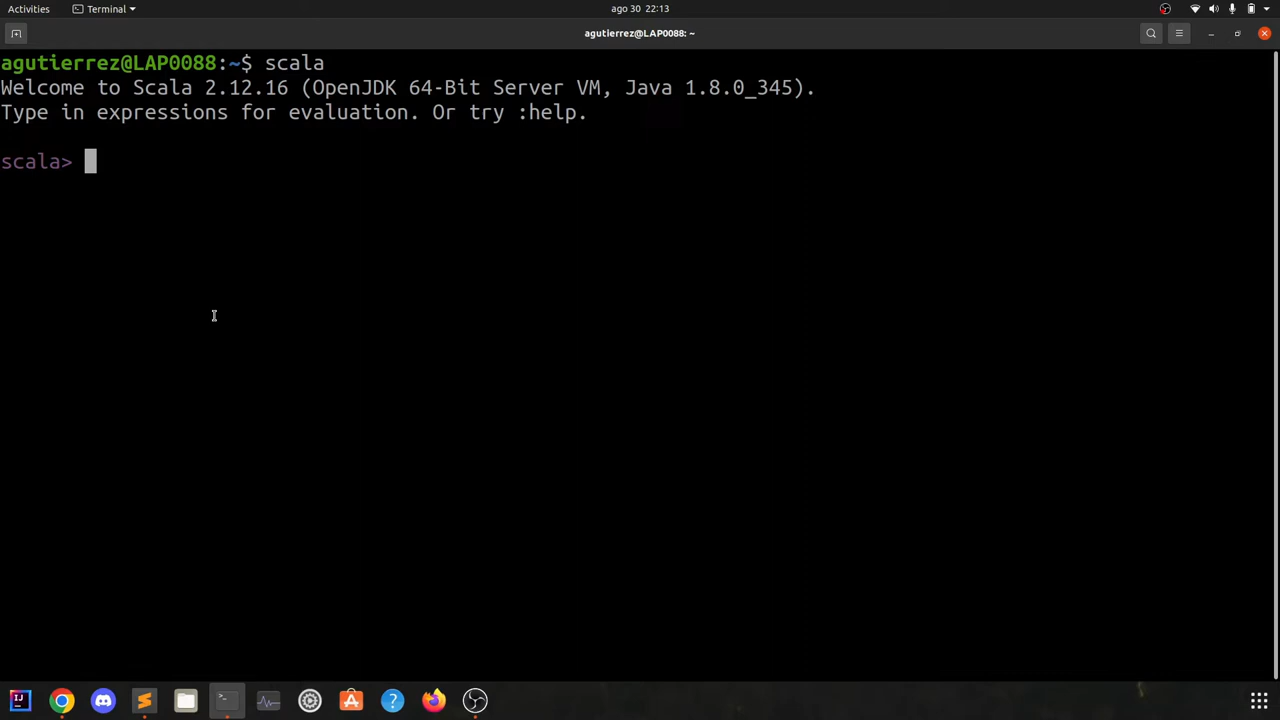 Activities Terminal ago 30 22:13
agutierrez@LAP0088: ~
agutierrez@LAP0088:~$ scala
Welcome to Scala 2.12.16 (OpenJDK 64-Bit Server VM, Java 1.8.0_345).
Type in expressions for evaluation. Or try :help.
scala>